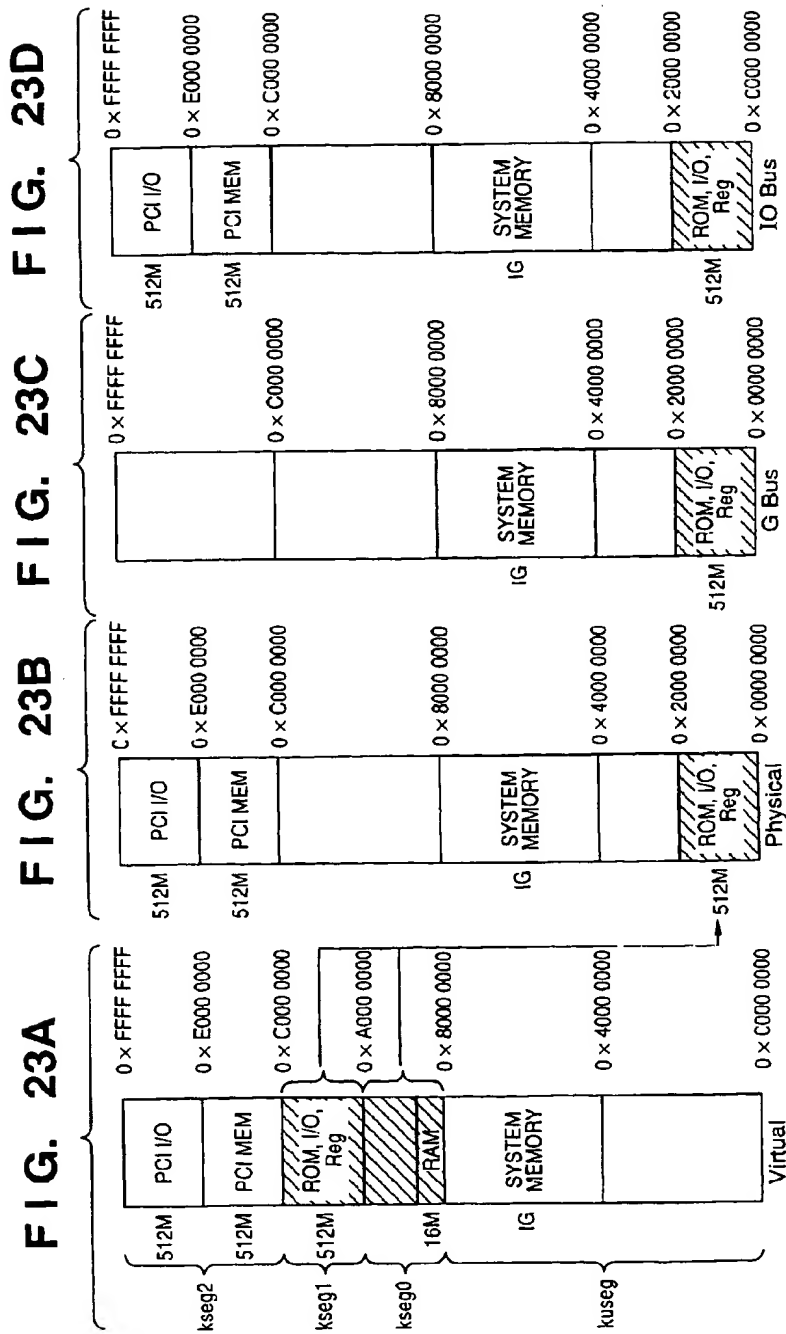 FIG. 23A
0×FFFF FFFF
PCI I/O
512M
0×E000 0000
PCI MEM
512M
kseg2
0×C000 0000
ROM, I/O,
Reg
512M
kseg1
0×A000 0000
RAM
16M
kseg0
0×8000 0000
SYSTEM
MEMORY
IG
0×4000 0000
kuseg
0×C000 0000
Virtual
FIG. 23B
C×FFFF FFFF
PCI I/O
512M
0×E000 0000
PCI MEM
512M
0×C000 0000
0×8000 0000
SYSTEM
MEMORY
IG
0×4000 0000
0×2000 0000
ROM, I/O,
Reg
512M
0×0000 0000
Physical
FIG. 23C
0×FFFF FFFF
0×C000 0000
0×8000 0000
SYSTEM
MEMORY
IG
0×4000 0000
0×2000 0000
ROM, I/O,
Reg
512M
0×0000 0000
G Bus
FIG. 23D
0×FFFF FFFF
PCI I/O
512M
0×E000 0000
PCI MEM
512M
0×C000 0000
0×8000 0000
SYSTEM
MEMORY
IG
0×4000 0000
0×2000 0000
ROM, I/O,
Reg
512M
0×C000 0000
IO Bus